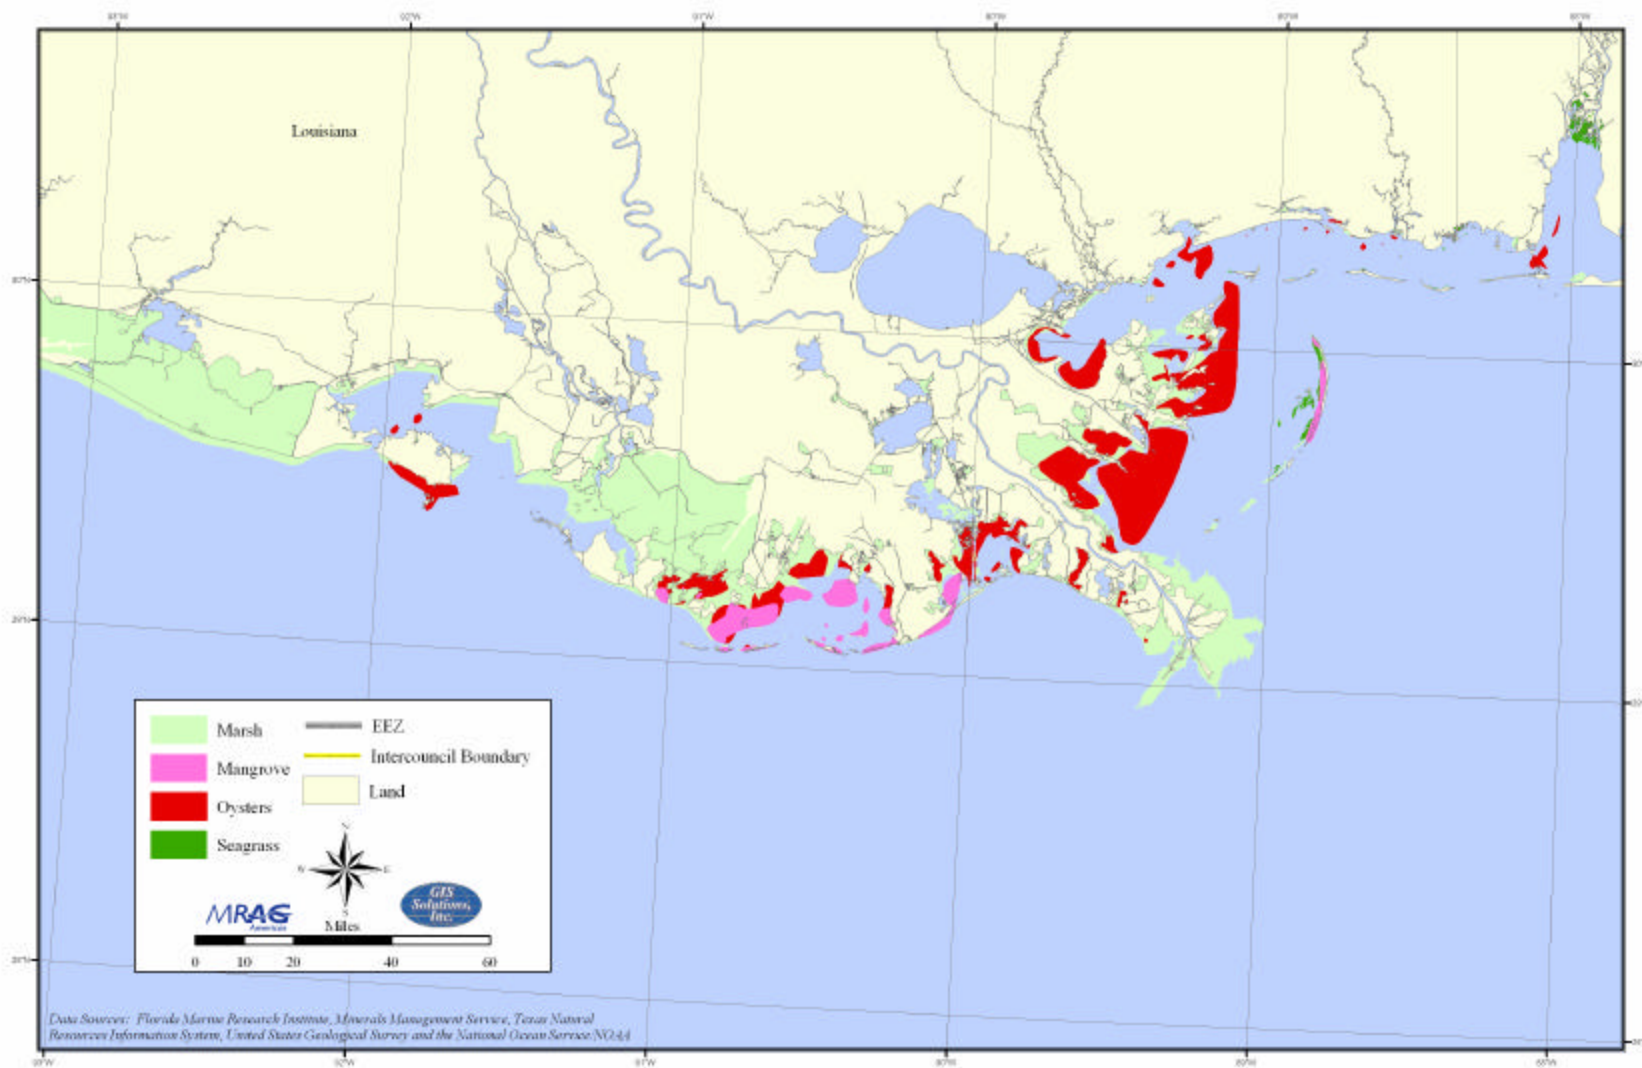 Louisiana
Marsh
Mangrove
Oysters
Seagrass
EEZ
Intercouncil Boundary
Land
N
W
E
S
MRAG
Americas
GIS
Solutions,
Inc.
Miles
0 10 20 40 60
Data Sources: Florida Marine Research Institute, Minerals Management Service, Texas Natural
Resources Information System, United States Geological Survey and the National Ocean Service/NOAA